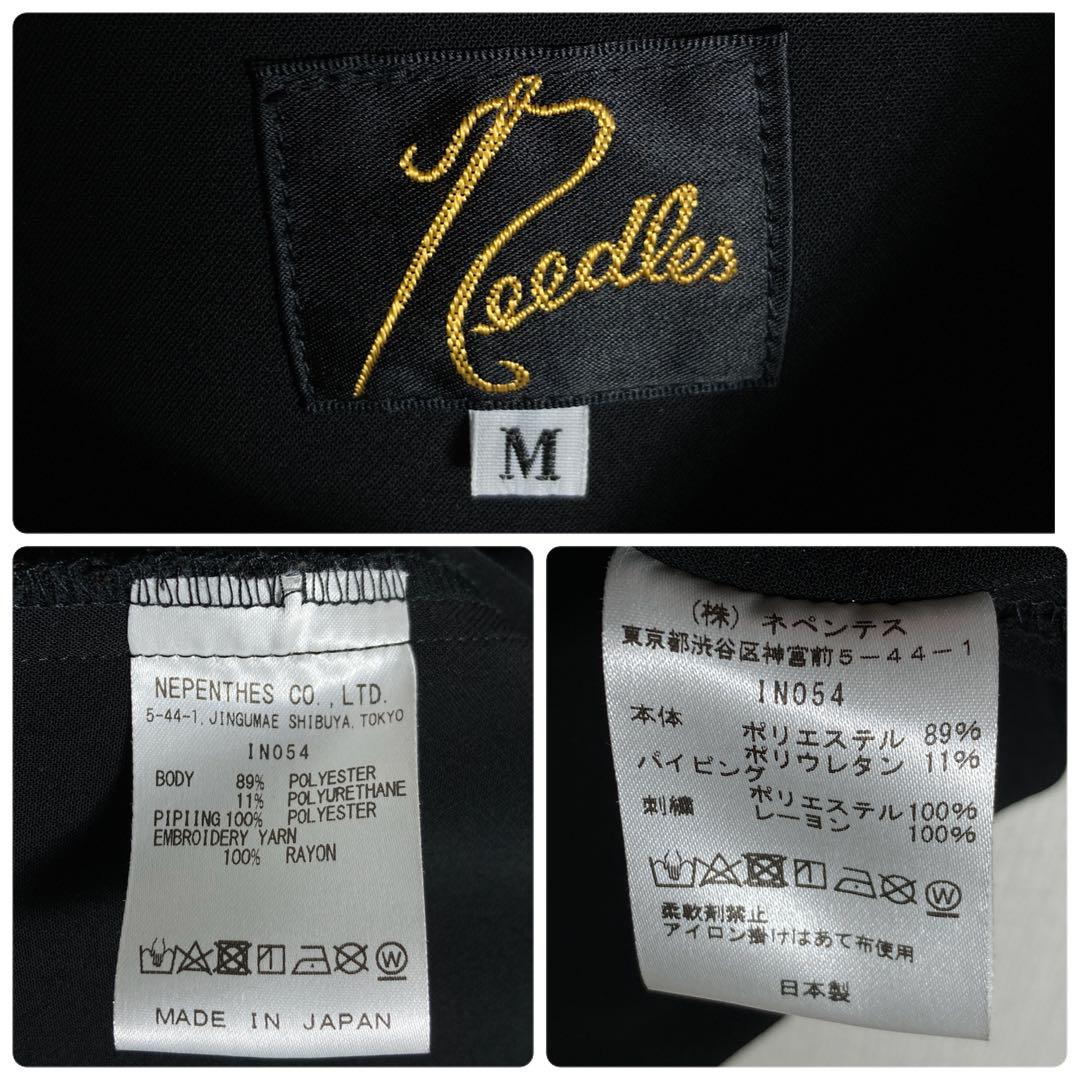 Needles
M
NEPENTHES CO., LTD.
5-44-1, JINGUMAE SHIBUYA, TOKYO
IN054
BODY 89% POLYESTER
11% POLYURETHANE
PIPIING 100% POLYESTER
EMBROIDERY YARN
100% RAYON
W
MADE IN JAPAN
(株) ネペンテス
東京都渋谷区神宮前5-44-1
IN054
本体 ポリエステル 89%
ポリウレタン 11%
パイピング
ポリエステル 100%
刺繍 レーヨン 100%
W
柔軟剤禁止
アイロン掛けはあて布使用
日本製